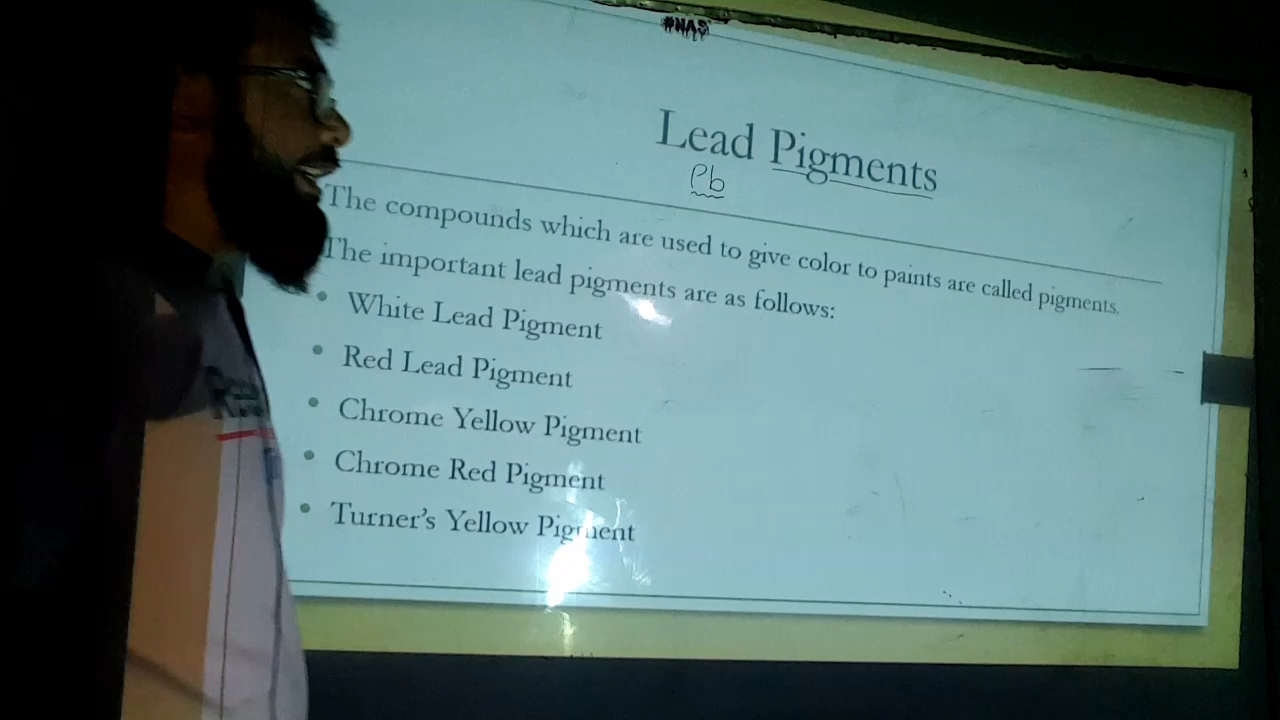 #NAS
Lead Pigments
Pb
The compounds which are used to give color to paints are called pigments.
The important lead pigments are as follows:
• White Lead Pigment
• Red Lead Pigment
• Chrome Yellow Pigment
• Chrome Red Pigment
• Turner's Yellow Pigment